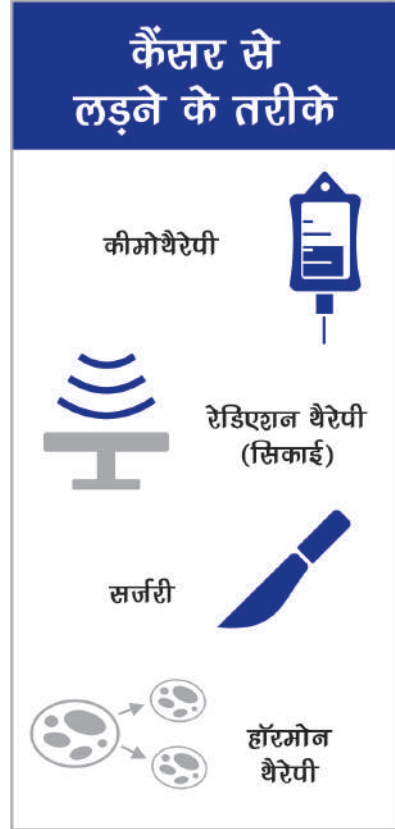 कैंसर से
लड़ने के तरीके
कीमोथैरेपी
रेडिएशन थैरेपी
(सिकाई)
सर्जरी
हॉरमोन
थैरेपी